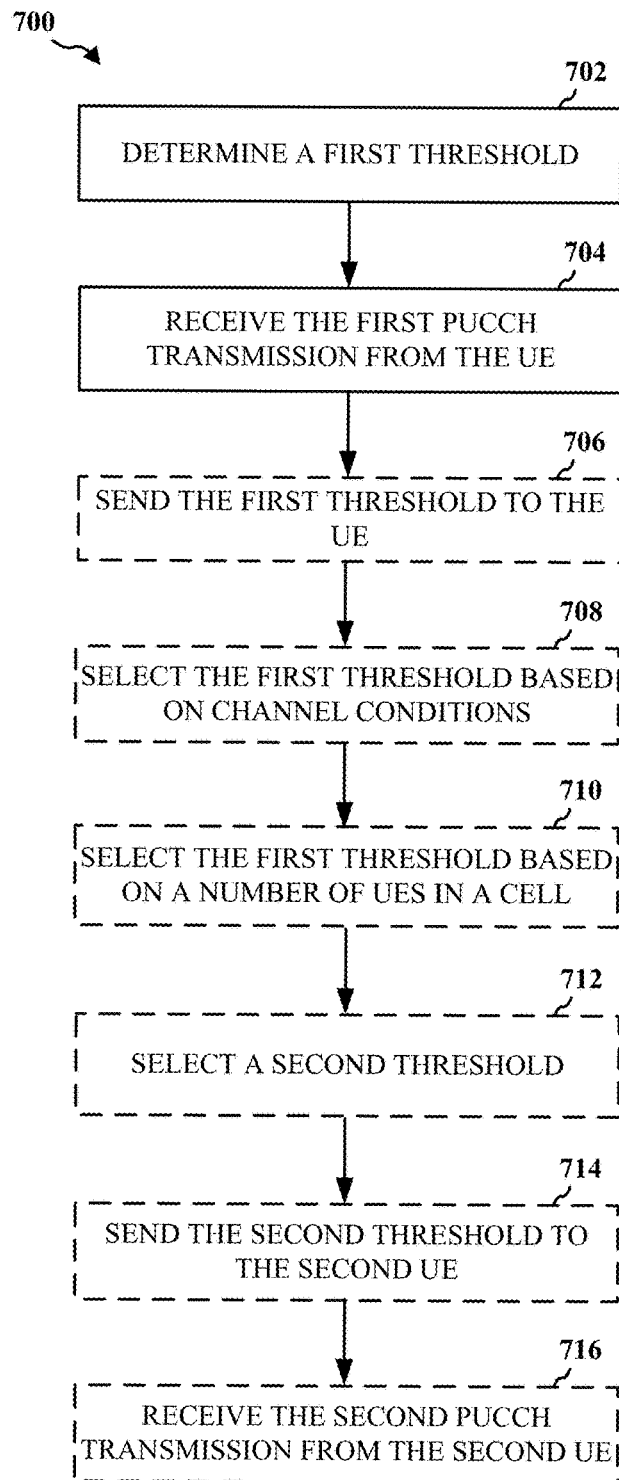 700
702
DETERMINE A FIRST THRESHOLD
704
RECEIVE THE FIRST PUCCH
TRANSMISSION FROM THE UE
706
SEND THE FIRST THRESHOLD TO THE
UE
708
SELECT THE FIRST THRESHOLD BASED
ON CHANNEL CONDITIONS
710
SELECT THE FIRST THRESHOLD BASED
ON A NUMBER OF UES IN A CELL
712
SELECT A SECOND THRESHOLD
714
SEND THE SECOND THRESHOLD TO
THE SECOND UE
716
RECEIVE THE SECOND PUCCH
TRANSMISSION FROM THE SECOND UE